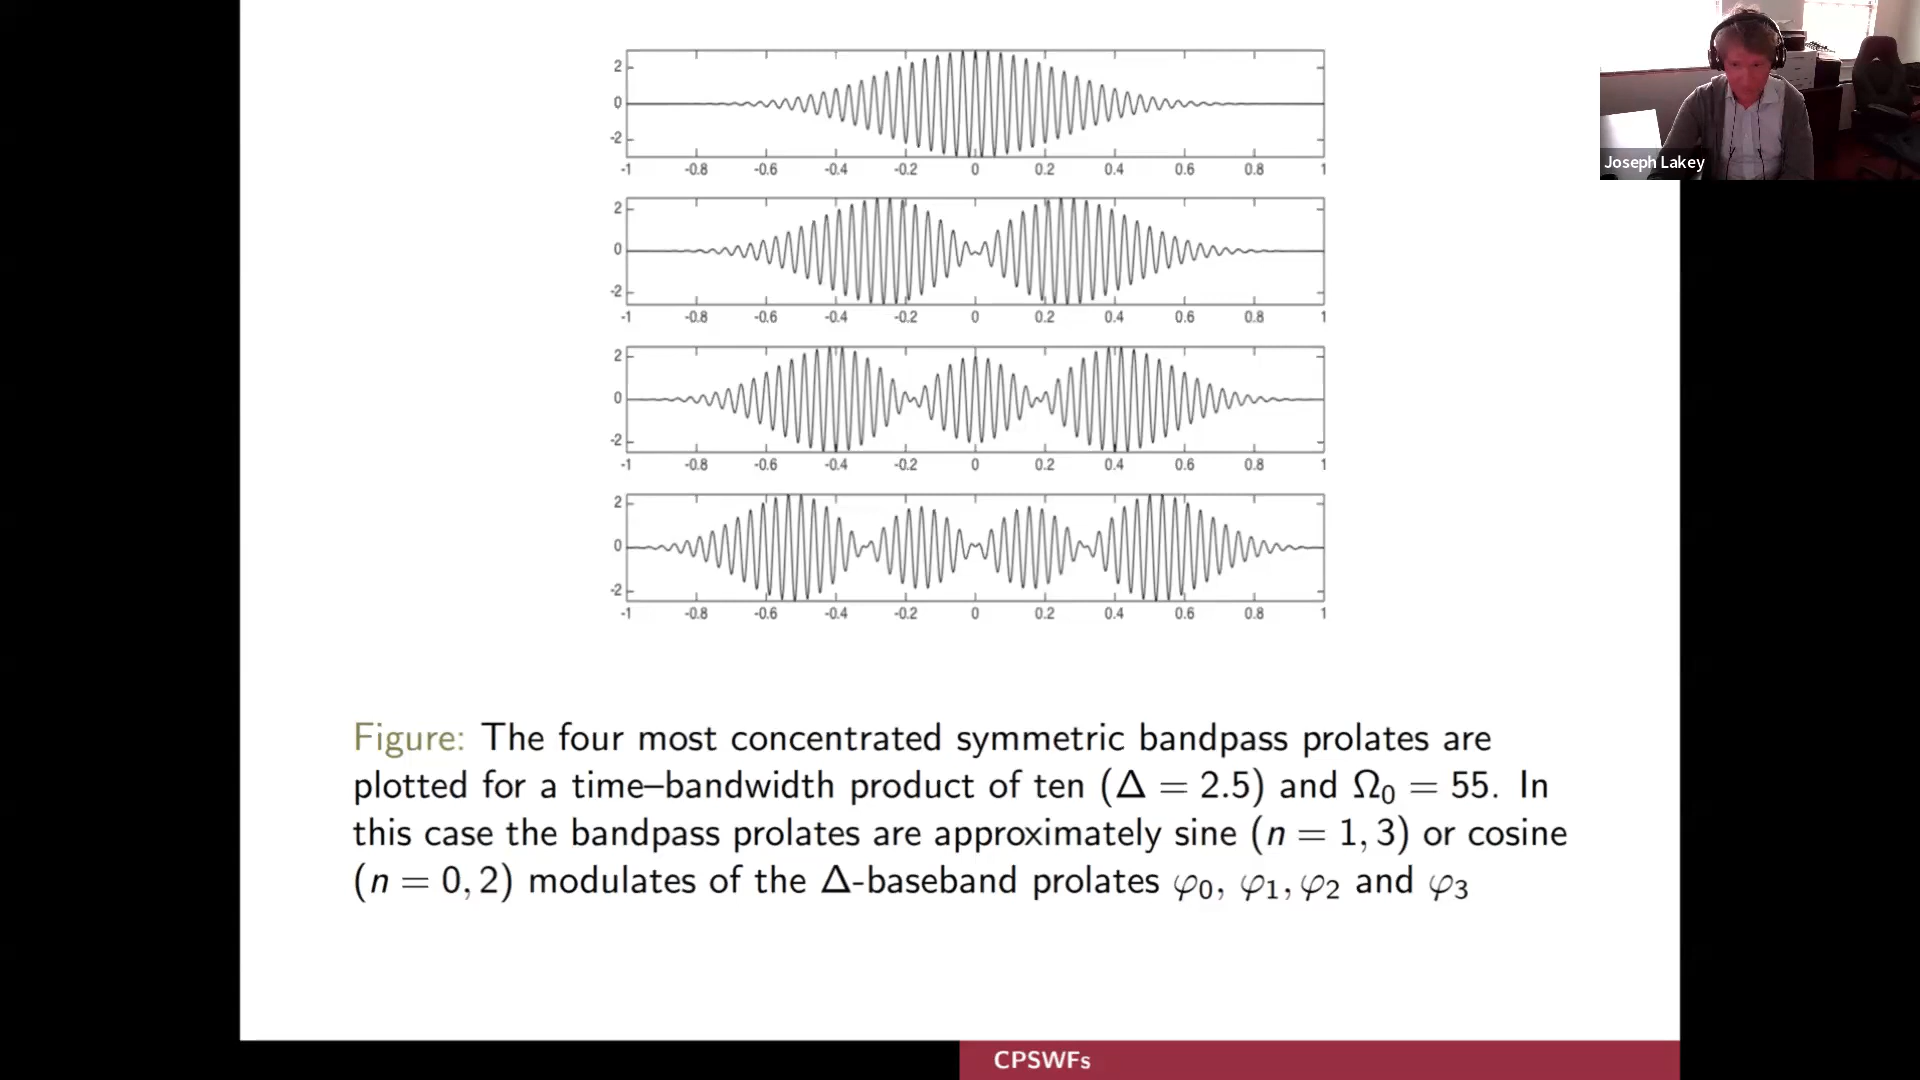 2
0
-2
-1 -0.8 -0.6 -0.4 -0.2 0 0.2 0.4 0.6 0.8 1
2
0
-2
-1 -0.8 -0.6 -0.4 -0.2 0 0.2 0.4 0.6 0.8 1
2
0
-2
-1 -0.8 -0.6 -0.4 -0.2 0 0.2 0.4 0.6 0.8 1
2
0
-2
-1 -0.8 -0.6 -0.4 -0.2 0 0.2 0.4 0.6 0.8 1
Joseph Lakey
Figure: The four most concentrated symmetric bandpass prolates are
plotted for a time–bandwidth product of ten (Δ = 2.5) and Ω₀ = 55. In
this case the bandpass prolates are approximately sine (n = 1, 3) or cosine
(n = 0, 2) modulates of the Δ-baseband prolates φ₀, φ₁, φ₂ and φ₃
CPSWFs